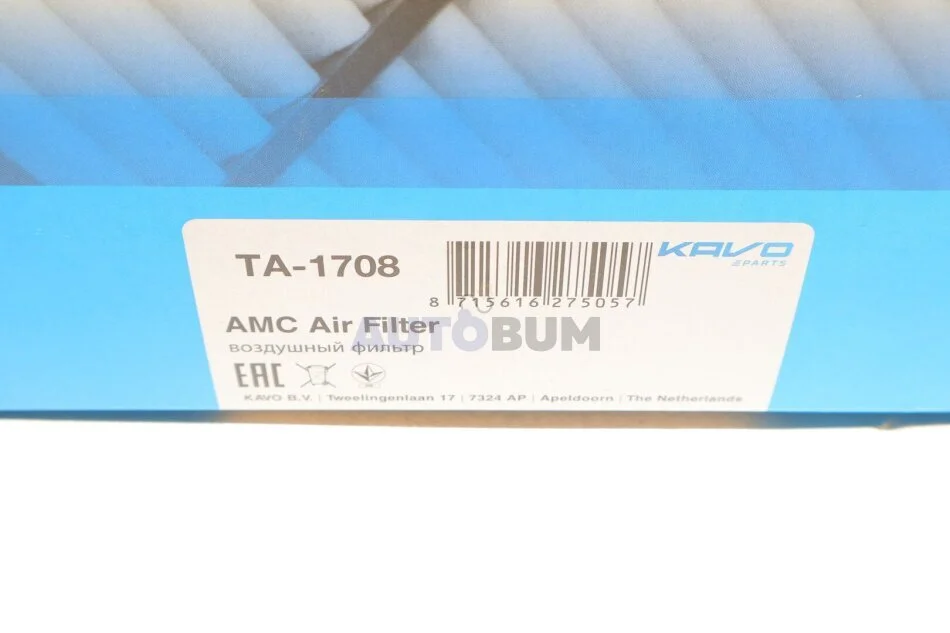 TA-1708
KAVO
PARTS
8 715616 275057
AMC Air Filter
AUTOBUM
воздушный фильтр
EAC
KAVO B.V. | Tweelingenlaan 17 | 7324 AP | Apeldoorn | The Netherlands